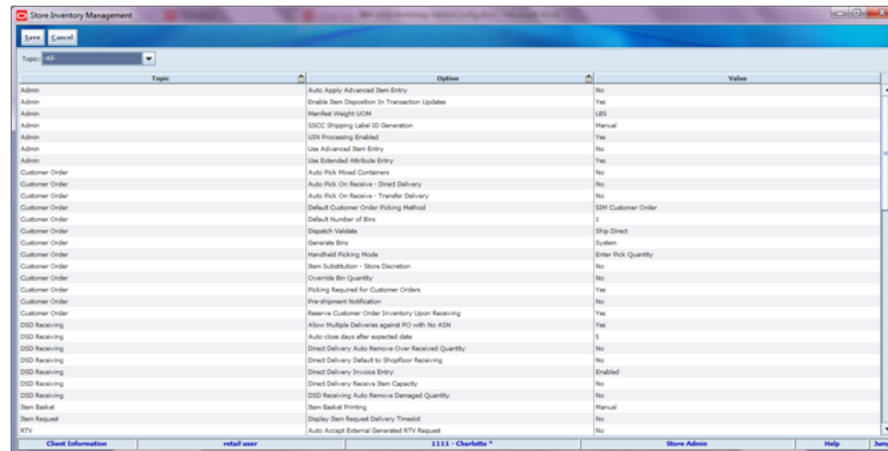 Store Inventory Management
Save Cancel
Topic: -All-
Topic Option Value
Admin Auto Apply Advanced Item Entry No
Admin Enable Item Disposition In Transaction Updates Yes
Admin Manifest Weight UOM LBS
Admin SSCC Shipping Label ID Generation Manual
Admin UIN Processing Enabled Yes
Admin Use Advanced Item Entry No
Admin Use Extended Attribute Entry Yes
Customer Order Auto Pick Mixed Containers No
Customer Order Auto Pick On Receive - Direct Delivery No
Customer Order Auto Pick On Receive - Transfer Delivery No
Customer Order Default Customer Order Picking Method SIM Customer Order
Customer Order Default Number of Bins 1
Customer Order Dispatch Validate Ship Direct
Customer Order Generate Bins System
Customer Order Handheld Picking Mode Enter Pick Quantity
Customer Order Item Substitution - Store Discretion No
Customer Order Override Bin Quantity No
Customer Order Picking Required for Customer Orders Yes
Customer Order Pre-shipment Notification No
Customer Order Reserve Customer Order Inventory Upon Receiving Yes
DSD Receiving Allow Multiple Deliveries against PO with No ASN Yes
DSD Receiving Auto close days after expected date 5
DSD Receiving Direct Delivery Auto Remove Over Received Quantity No
DSD Receiving Direct Delivery Default to Shopfloor Receiving No
DSD Receiving Direct Delivery Invoice Entry Enabled
DSD Receiving Direct Delivery Receive Item Capacity No
DSD Receiving DSD Receiving Auto Remove Damaged Quantity No
Item Basket Item Basket Printing Manual
Item Request Display Item Request Delivery Timeslot No
RTV Auto Accept External Generated RTV Request No
Client Information retail user 1111 - Charlotte * Store Admin Help Jump